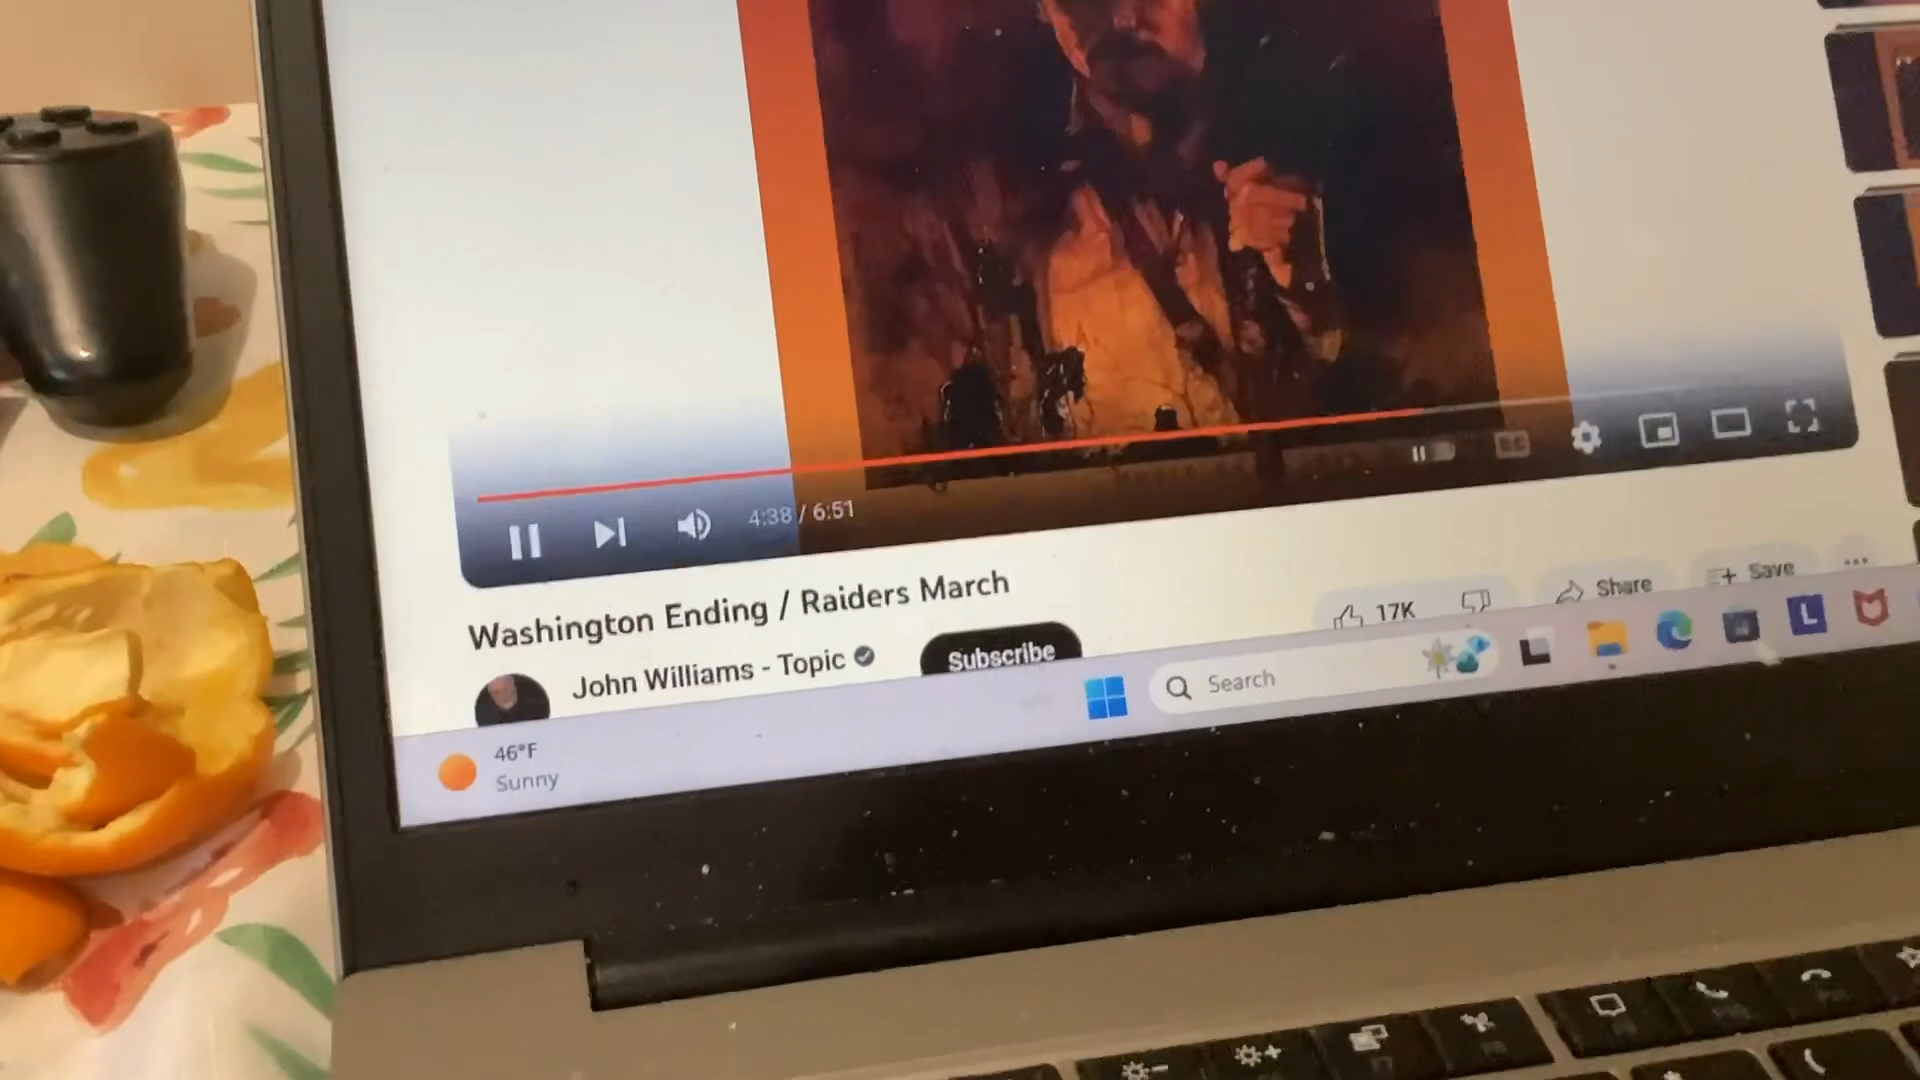 4:38 / 6:51
Washington Ending / Raiders March
17K
Share
Save
John Williams - Topic
Subscribe
Search
L
46°F
Sunny